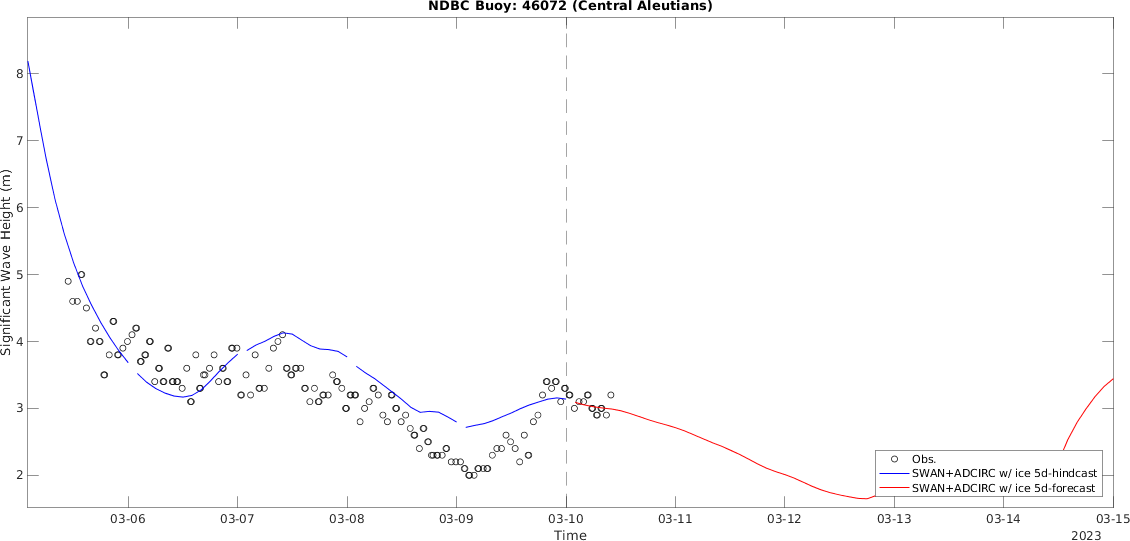 NDBC Buoy: 46072 (Central Aleutians)
Significant Wave Height (m)
8
7
6
5
4
3
2
Obs.
SWAN+ADCIRC w/ ice 5d-hindcast
SWAN+ADCIRC w/ ice 5d-forecast
03-06 03-07 03-08 03-09 03-10 03-11 03-12 03-13 03-14 03-15
Time
2023